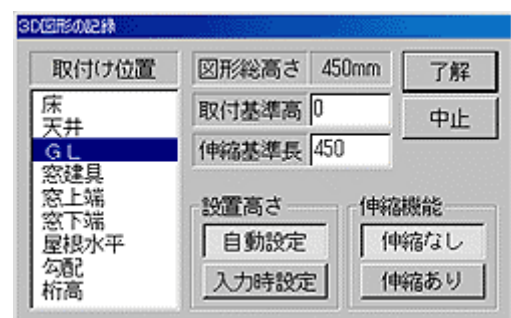 3D図形の記録
取付け位置
床
天井
GL
窓建具
窓上端
窓下端
屋根水平
勾配
桁高
図形総高さ 450mm
取付基準高 0
伸縮基準長 450
了解
中止
設置高さ
自動設定
入力時設定
伸縮機能
伸縮なし
伸縮あり